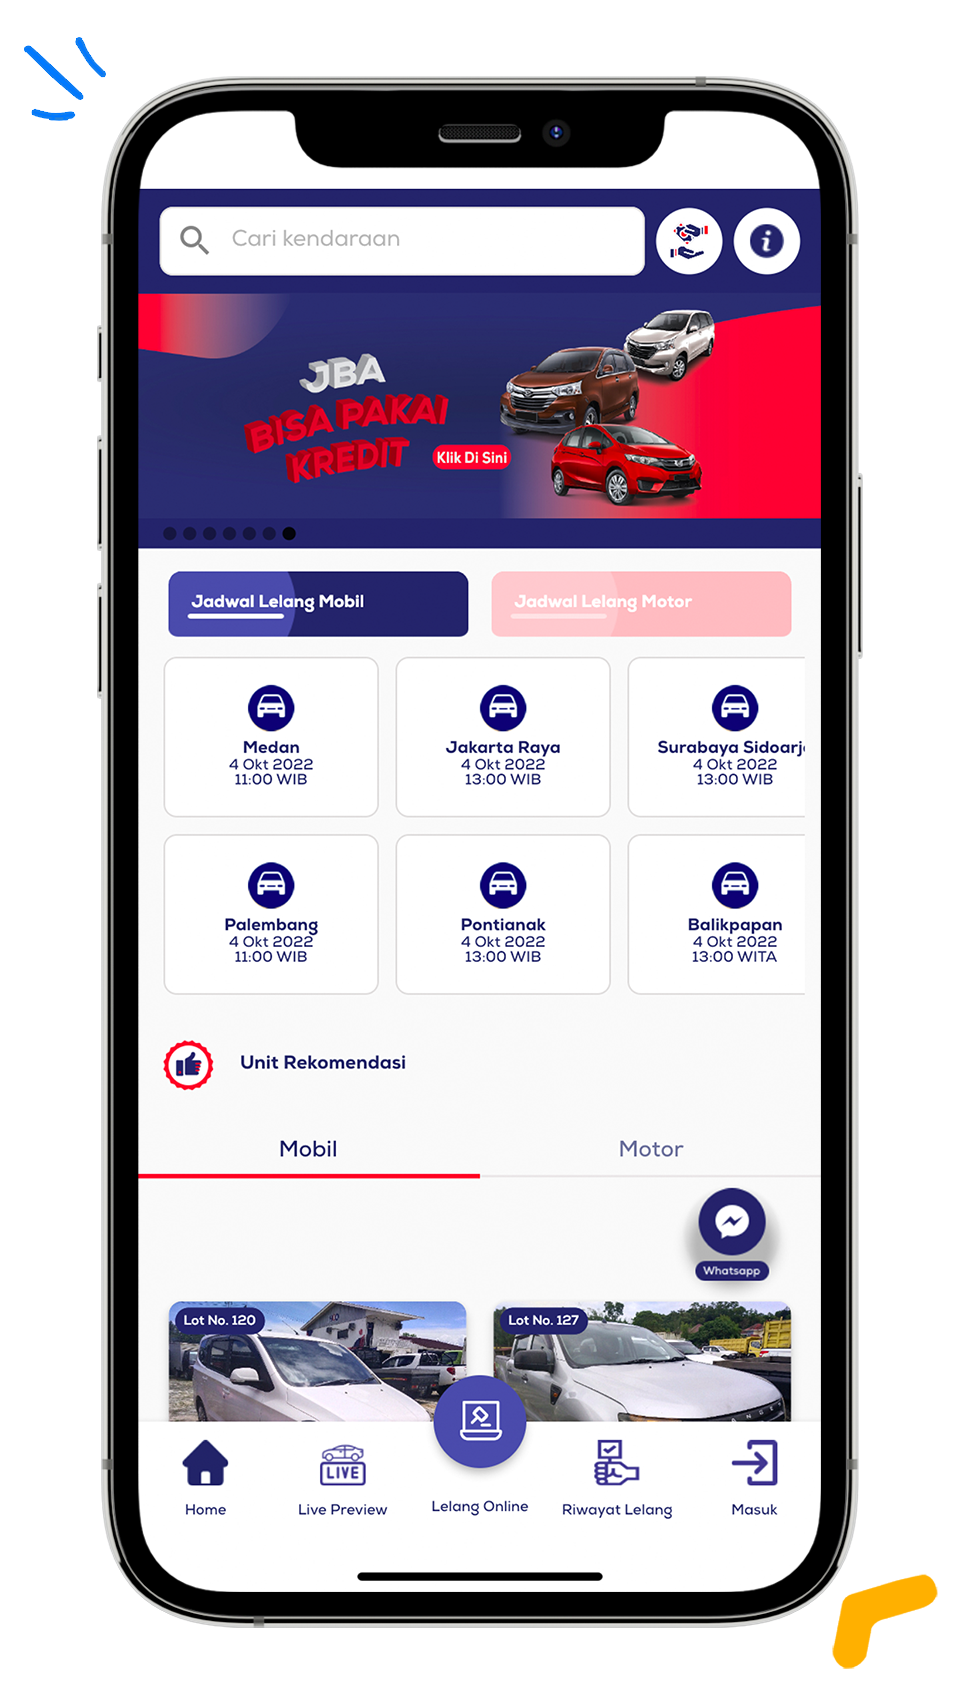 Cari kendaraan
JBA
BISA PAKAI
KREDIT
Klik Di Sini
Jadwal Lelang Mobil
Jadwal Lelang Motor
Medan
4 Okt 2022
11:00 WIB
Jakarta Raya
4 Okt 2022
13:00 WIB
Surabaya Sidoarj
4 Okt 2022
13:00 WIB
Palembang
4 Okt 2022
11:00 WIB
Pontianak
4 Okt 2022
13:00 WIB
Balikpapan
4 Okt 2022
13:00 WITA
Unit Rekomendasi
Mobil
Motor
Whatsapp
Lot No. 120
Lot No. 127
LIVE
Home
Live Preview
Lelang Online
Riwayat Lelang
Masuk